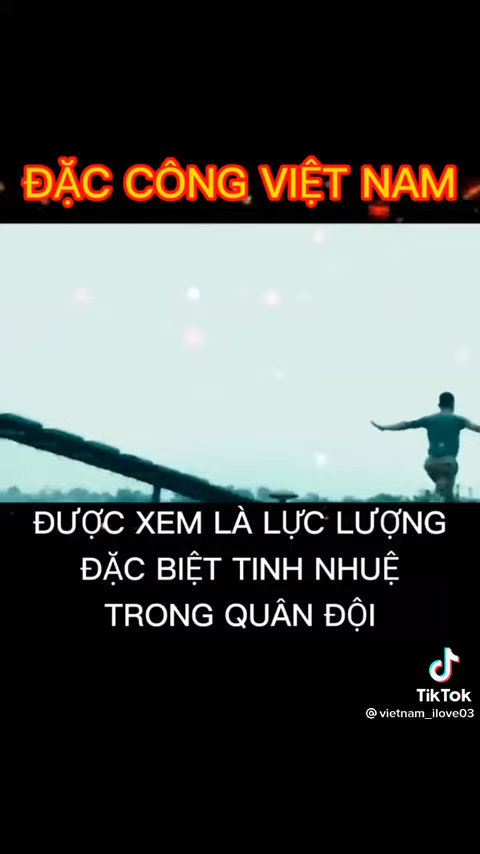 ĐẶC CÔNG VIỆT NAM
ĐƯỢC XEM LÀ LỰC LƯỢNG
ĐẶC BIỆT TINH NHUỆ
TRONG QUÂN ĐỘI
TikTok
@vietnam_ilove03